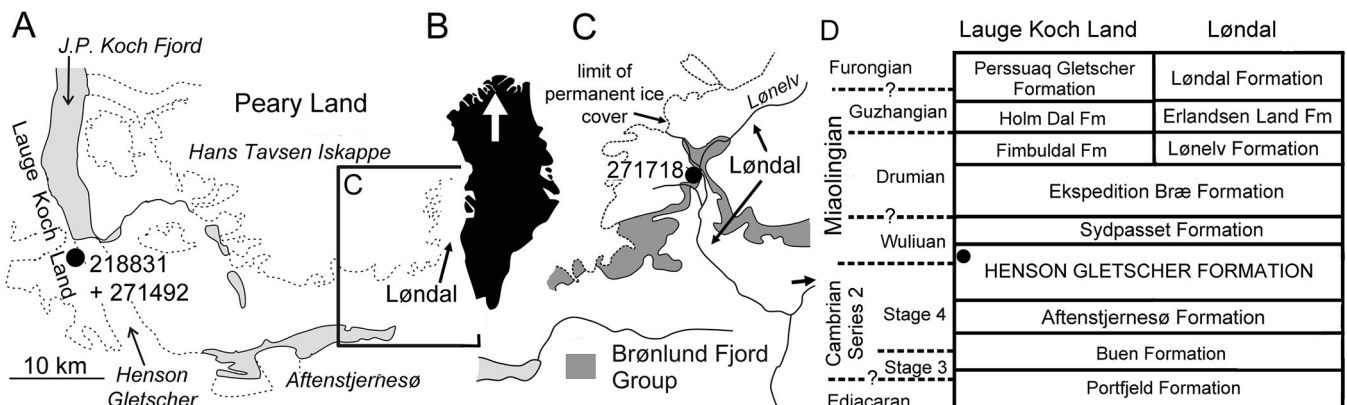 A
J.P. Koch Fjord
Peary Land
Hans Tavsen Iskappe
Lauge Koch Land
218831
+ 271492
10 km
Henson
Gletscher
Aftenstjernesø
C
Løndal
B
C
limit of
permanent ice
cover
Lønelv
271718
Løndal
Brønlund Fjord
Group
D
Lauge Koch Land
Løndal
Furongian
?
Guzhangian
Miaolingian
Drumian
?
Wuliuan
Cambrian
Series 2
Stage 4
Stage 3
?
Ediacaran
Perssuaq Gletscher
Formation
Løndal Formation
Holm Dal Fm
Erlandsen Land Fm
Fimbuldal Fm
Lønelv Formation
Ekspedition Bræ Formation
Sydpasset Formation
HENSON GLETSCHER FORMATION
Aftenstjernesø Formation
Buen Formation
Portfjeld Formation